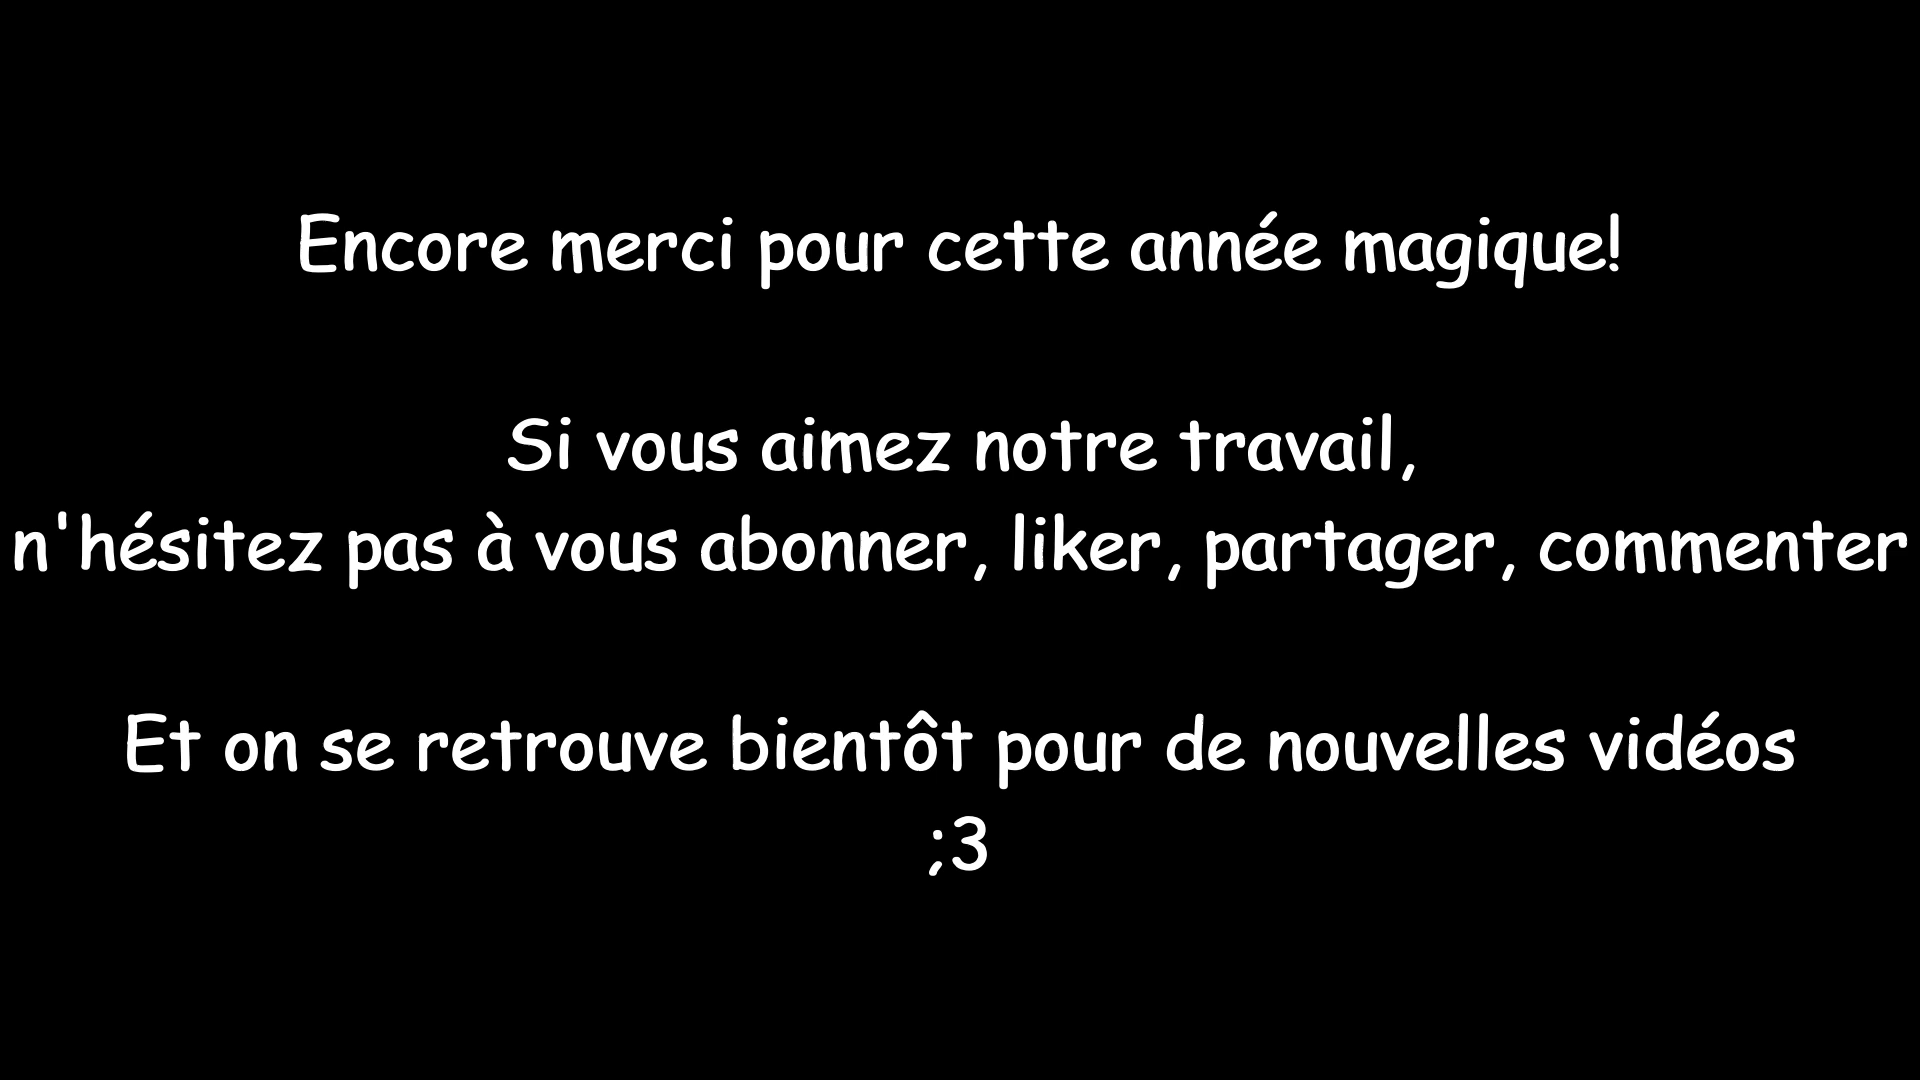 Encore merci pour cette année magique!
Si vous aimez notre travail,
n'hésitez pas à vous abonner, liker, partager, commenter
Et on se retrouve bientôt pour de nouvelles vidéos
;3